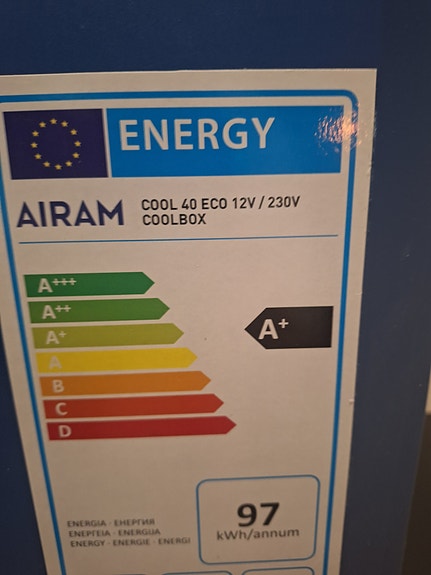 ENERGY
AIRAM COOL 40 ECO 12V / 230V
COOLBOX
A+++
A++
A+
A
B
C
D
A+
ENERGIA · ЕНЕРГИЯ
ΕΝΕΡΓΕΙΑ · ENERGIJA
ENERGY · ENERGIE · ENERGI
97
kWh/annum